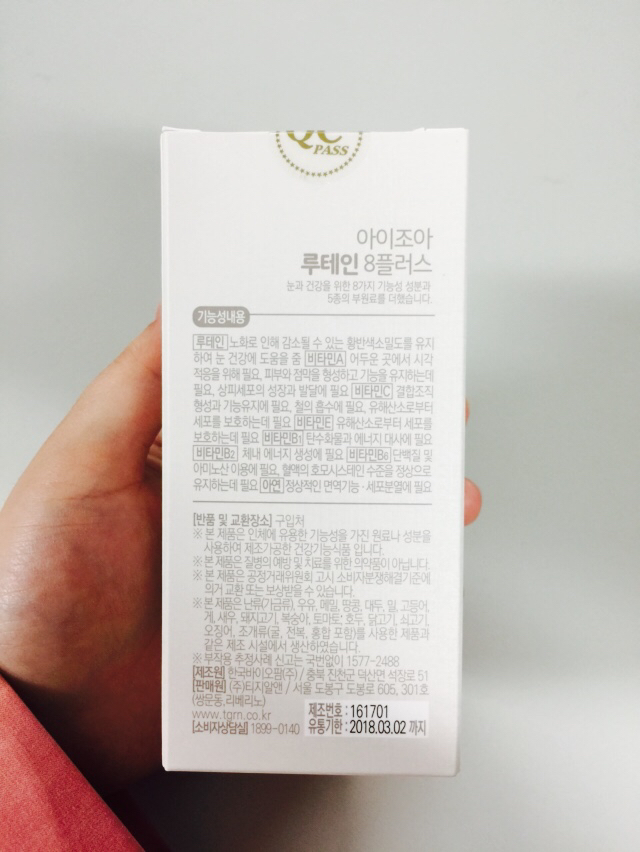 QC
PASS
아이조아
루테인 8플러스
눈과 건강을 위한 8가지 기능성 성분과
5종의 부원료를 더했습니다.
기능성내용
루테인 노화로 인해 감소될 수 있는 황반색소밀도를 유지
하여 눈 건강에 도움을 줌 비타민A 어두운 곳에서 시각
적응을 위해 필요, 피부와 점막을 형성하고 기능을 유지하는데
필요, 상피세포의 성장과 발달에 필요 비타민C 결합조직
형성과 기능유지에 필요, 철의 흡수에 필요, 유해산소로부터
세포를 보호하는데 필요 비타민E 유해산소로부터 세포를
보호하는데 필요 비타민B1 탄수화물과 에너지 대사에 필요
비타민B2 체내 에너지 생성에 필요 비타민B6 단백질 및
아미노산 이용에 필요, 혈액의 호모시스테인 수준을 정상으로
유지하는데 필요 아연 정상적인 면역기능·세포분열에 필요
[반품 및 교환장소] 구입처
※ 본 제품은 인체에 유용한 기능성을 가진 원료나 성분을
사용하여 제조가공한 건강기능식품 입니다.
※ 본 제품은 질병의 예방 및 치료를 위한 의약품이 아닙니다.
※ 본 제품은 공정거래위원회 고시 소비자분쟁해결기준에
의거 교환 또는 보상받을 수 있습니다.
※ 본 제품은 난류(가금류), 우유, 메밀, 땅콩, 대두, 밀, 고등어,
게, 새우, 돼지고기, 복숭아, 토마토, 호두, 닭고기, 쇠고기,
오징어, 조개류(굴, 전복, 홍합 포함)를 사용한 제품과
같은 제조 시설에서 생산하였습니다.
※ 부작용 추정사례 신고는 국번없이 1577-2488
[제조원] 한국바이오팜(주) / 충북 진천군 덕산면 석장로 51
[판매원] (주)티지알앤 / 서울 도봉구 도봉로 605, 301호
(쌍문동,리베리노)
www.tgrn.co.kr
[소비자상담실] 1899-0140
제조번호 : 161701
유통기한 : 2018.03.02 까지